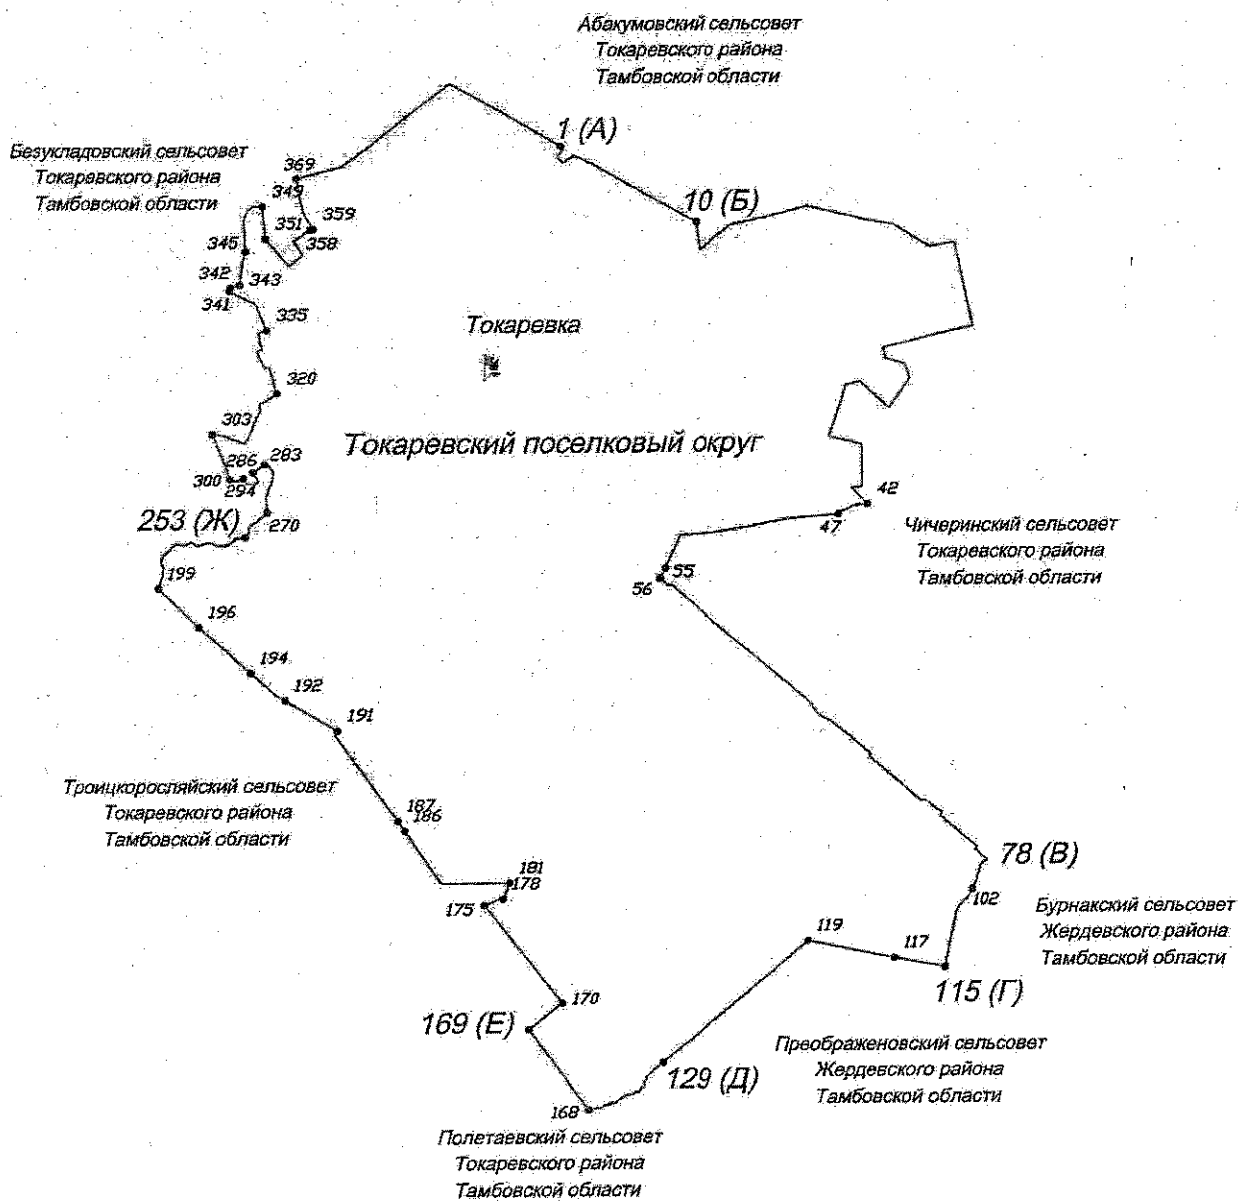 Абакумовский сельсовет
Токаревского района
Тамбовской области
1 (А)
Безукладовский сельсовет
Токаревского района
Тамбовской области
369
349
10 (Б)
359
351
358
345
342
343
341
335
Токаревка
320
303
Токаревский поселковый округ
283
286
300
294
42
253 (Ж)
270
47
Чичеринский сельсовет
Токаревского района
Тамбовской области
199
55
56
196
194
192
191
Троицкоросляйский сельсовет
Токаревского района
Тамбовской области
187
186
78 (В)
181
178
175
102
Бурнакский сельсовет
Жердевского района
Тамбовской области
119
117
115 (Г)
170
169 (Е)
Преображеновский сельсовет
Жердевского района
Тамбовской области
129 (Д)
168
Полетаевский сельсовет
Токаревского района
Тамбовской области